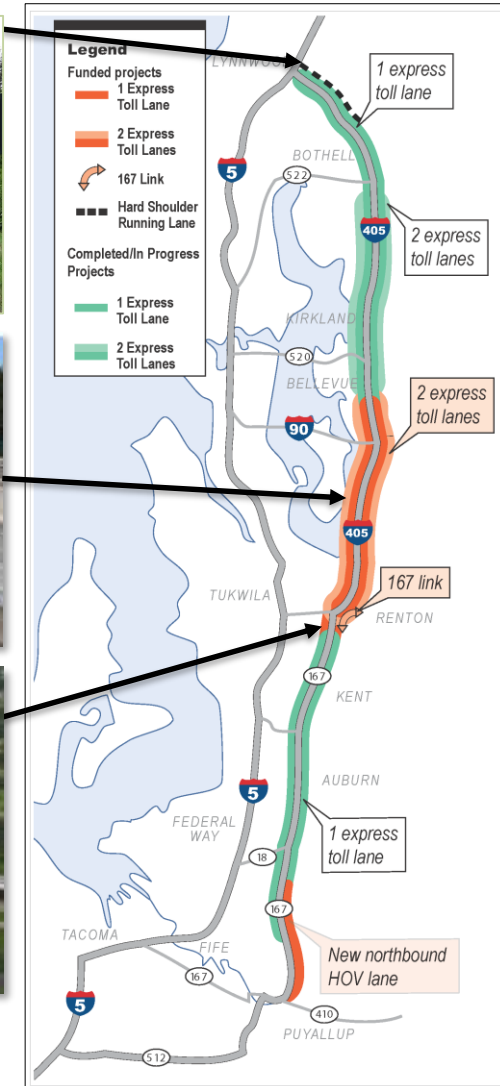 Legend
Funded projects
1 Express
Toll Lane
2 Express
Toll Lanes
167 Link
Hard Shoulder
Running Lane
Completed/In Progress
Projects
1 Express
Toll Lane
2 Express
Toll Lanes
LYNNWOOD
1 express
toll lane
BOTHELL
5
522
405
2 express
toll lanes
KIRKLAND
520
BELLEVUE
90
2 express
toll lanes
405
167 link
TUKWILA
RENTON
167
KENT
5
AUBURN
FEDERAL
WAY
1 express
toll lane
18
167
TACOMA
FIFE
New northbound
HOV lane
167
5
410
PUYALLUP
512